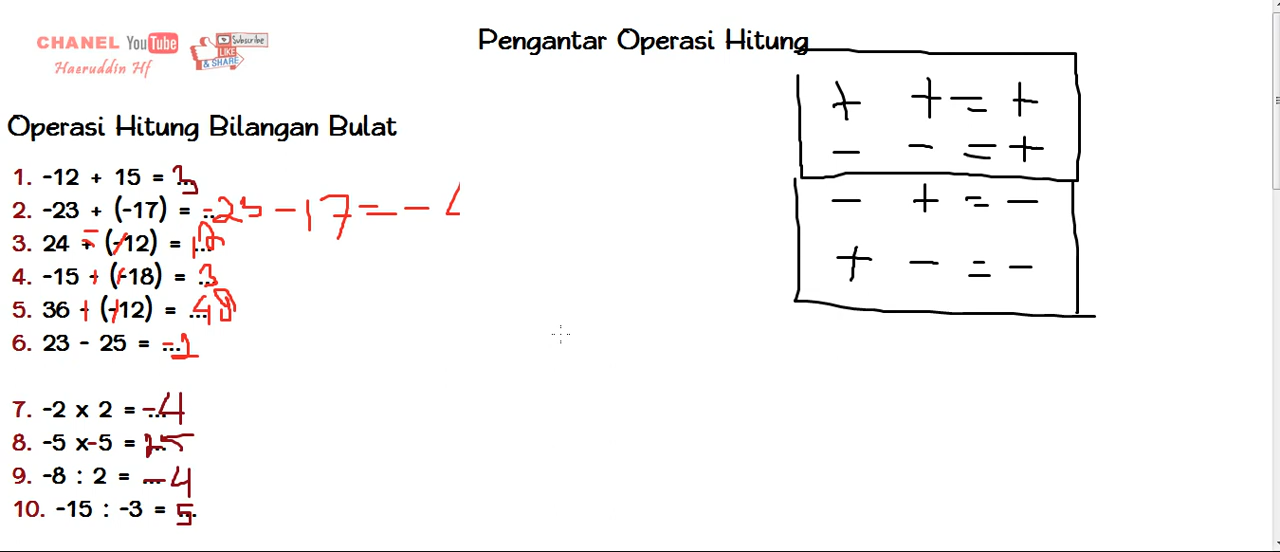 CHANEL YouTube
Hasruddin Hf
Subscribe
LIKE
& SHARE
Pengantar Operasi Hitung
+ + = +
- - = +
- + = -
+ - = -
Operasi Hitung Bilangan Bulat
1. -12 + 15 = 3
2. -23 + (-17) = -23 - 17 = - 4
3. 24 + (-12) = 12
4. -15 + (-18) = 3
5. 36 + (-12) = 48
6. 23 - 25 =
7. -2 x 2 = -4
8. -5 x -5 = 25
9. -8 : 2 = -4
10. -15 : -3 = 5